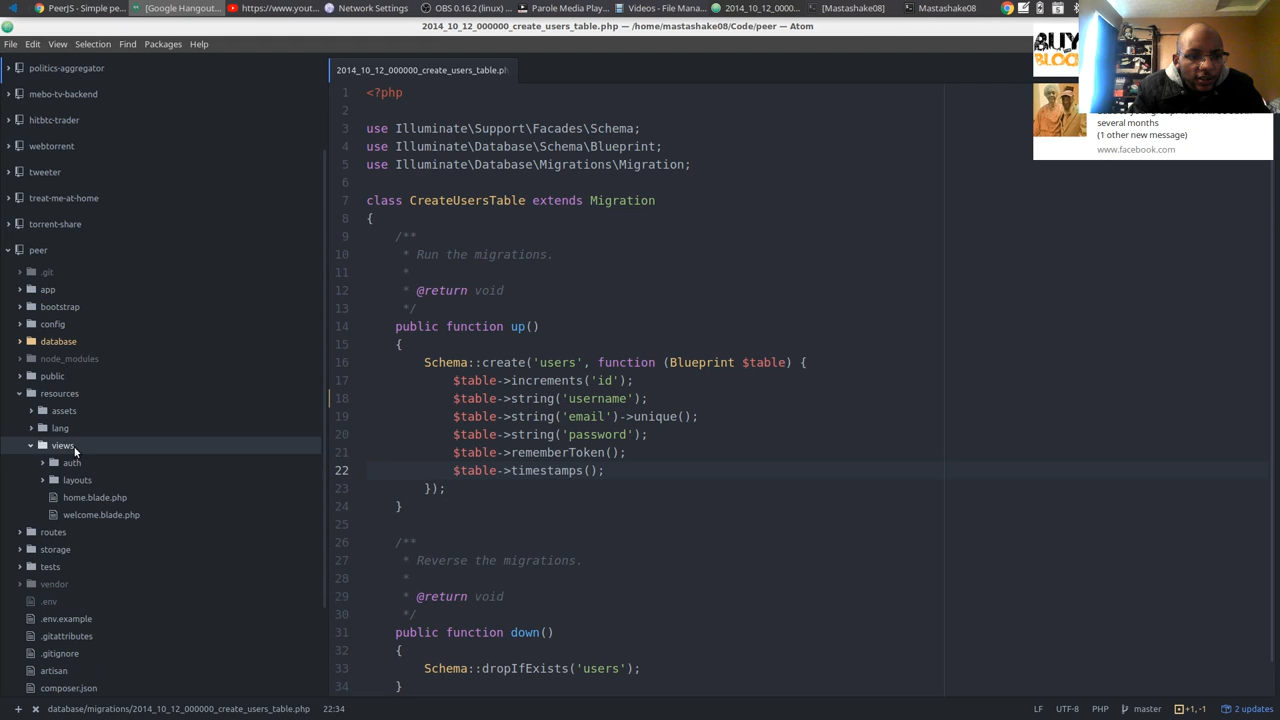 PeerJS - Simple pee
[Google Hangout
https://www.yout
Network Settings
OBS 0.16.2 (linux)
Parole Media Play
Videos - File Mana
2014_10_12_0000
[Mastashake08]
Mastashake08
2014_10_12_000000_create_users_table.php — /home/mastashake08/Code/peer — Atom
File Edit View Selection Find Packages Help
BUY
BLOC
several months
(1 other new message)
www.facebook.com
politics-aggregator
mebo-tv-backend
hitbtc-trader
webtorrent
tweeter
treat-me-at-home
torrent-share
peer
.git
app
bootstrap
config
database
node_modules
public
resources
assets
lang
views
auth
layouts
home.blade.php
welcome.blade.php
routes
storage
tests
vendor
.env
.env.example
.gitattributes
.gitignore
artisan
composer.json
2014_10_12_000000_create_users_table.ph
1 <?php
2
3 use Illuminate\Support\Facades\Schema;
4 use Illuminate\Database\Schema\Blueprint;
5 use Illuminate\Database\Migrations\Migration;
6
7 class CreateUsersTable extends Migration
8 {
9 /**
10 * Run the migrations.
11 *
12 * @return void
13 */
14 public function up()
15 {
16 Schema::create('users', function (Blueprint $table) {
17 $table->increments('id');
18 $table->string('username');
19 $table->string('email')->unique();
20 $table->string('password');
21 $table->rememberToken();
22 $table->timestamps();
23 });
24 }
25
26 /**
27 * Reverse the migrations.
28 *
29 * @return void
30 */
31 public function down()
32 {
33 Schema::dropIfExists('users');
34 }
database/migrations/2014_10_12_000000_create_users_table.php 22:34
LF UTF-8 PHP master +1, -1 2 updates